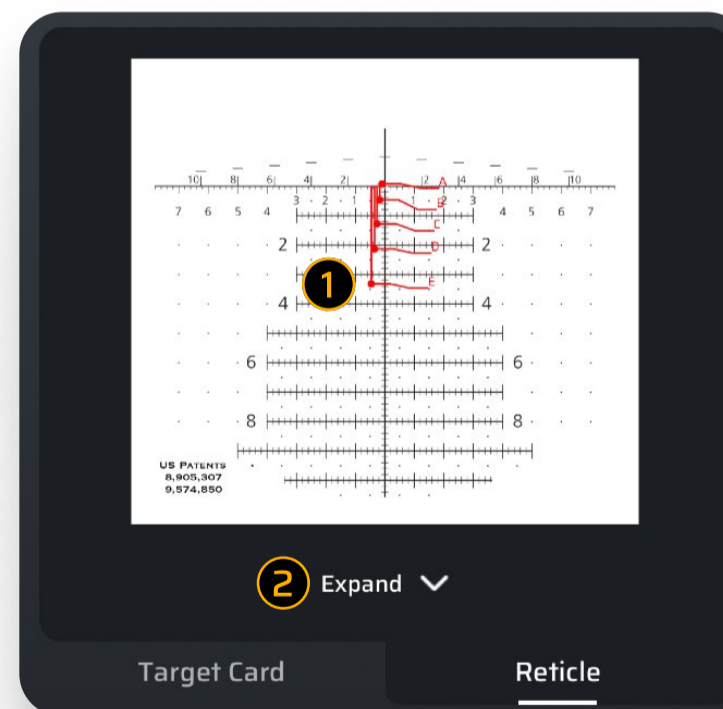 10| 8| 6| 4| 2| |2 |4 |6 |8 |10
A
3 2 1 1 2 3
B
7 6 5 4 4 5 6 7
C
2 2
D
E
1
4 4
6 6
8 8
US PATENTS
8,905,307
9,574,850
2 Expand
Target Card Reticle